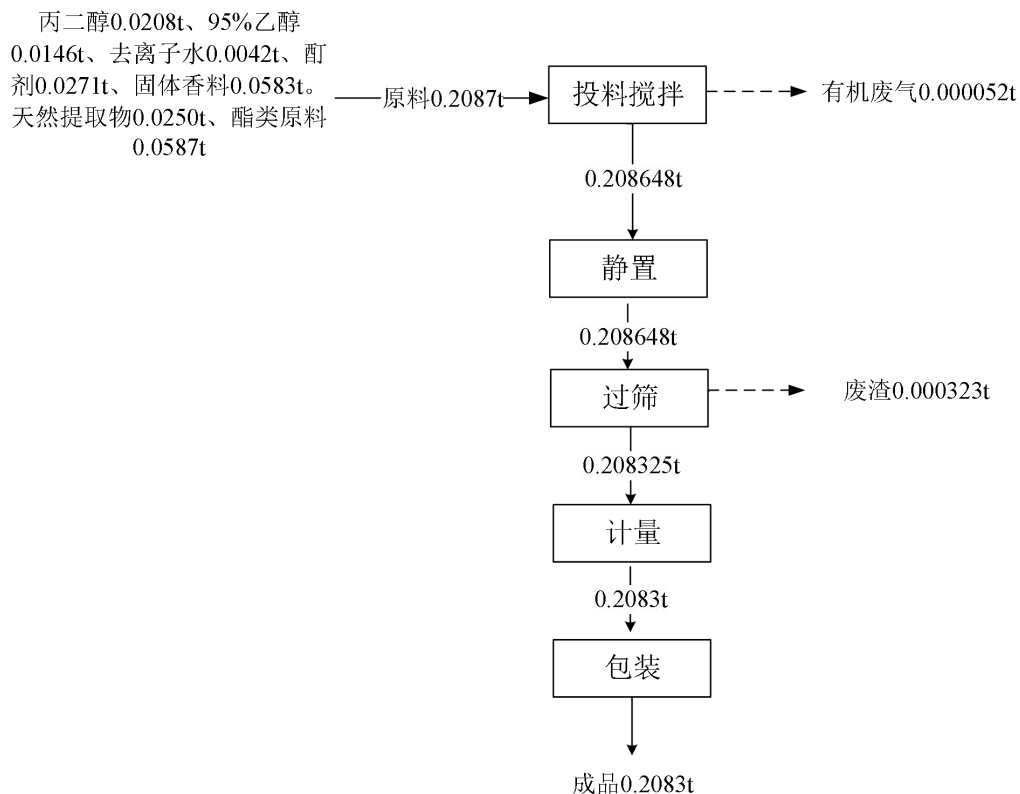 丙二醇0.0208t、95%乙醇
0.0146t、去离子水0.0042t、酊
剂0.0271t、固体香料0.0583t。
天然提取物0.0250t、酯类原料
0.0587t
原料0.2087t
投料搅拌
有机废气0.000052t
0.208648t
静置
0.208648t
过筛
废渣0.000323t
0.208325t
计量
0.2083t
包装
成品0.2083t